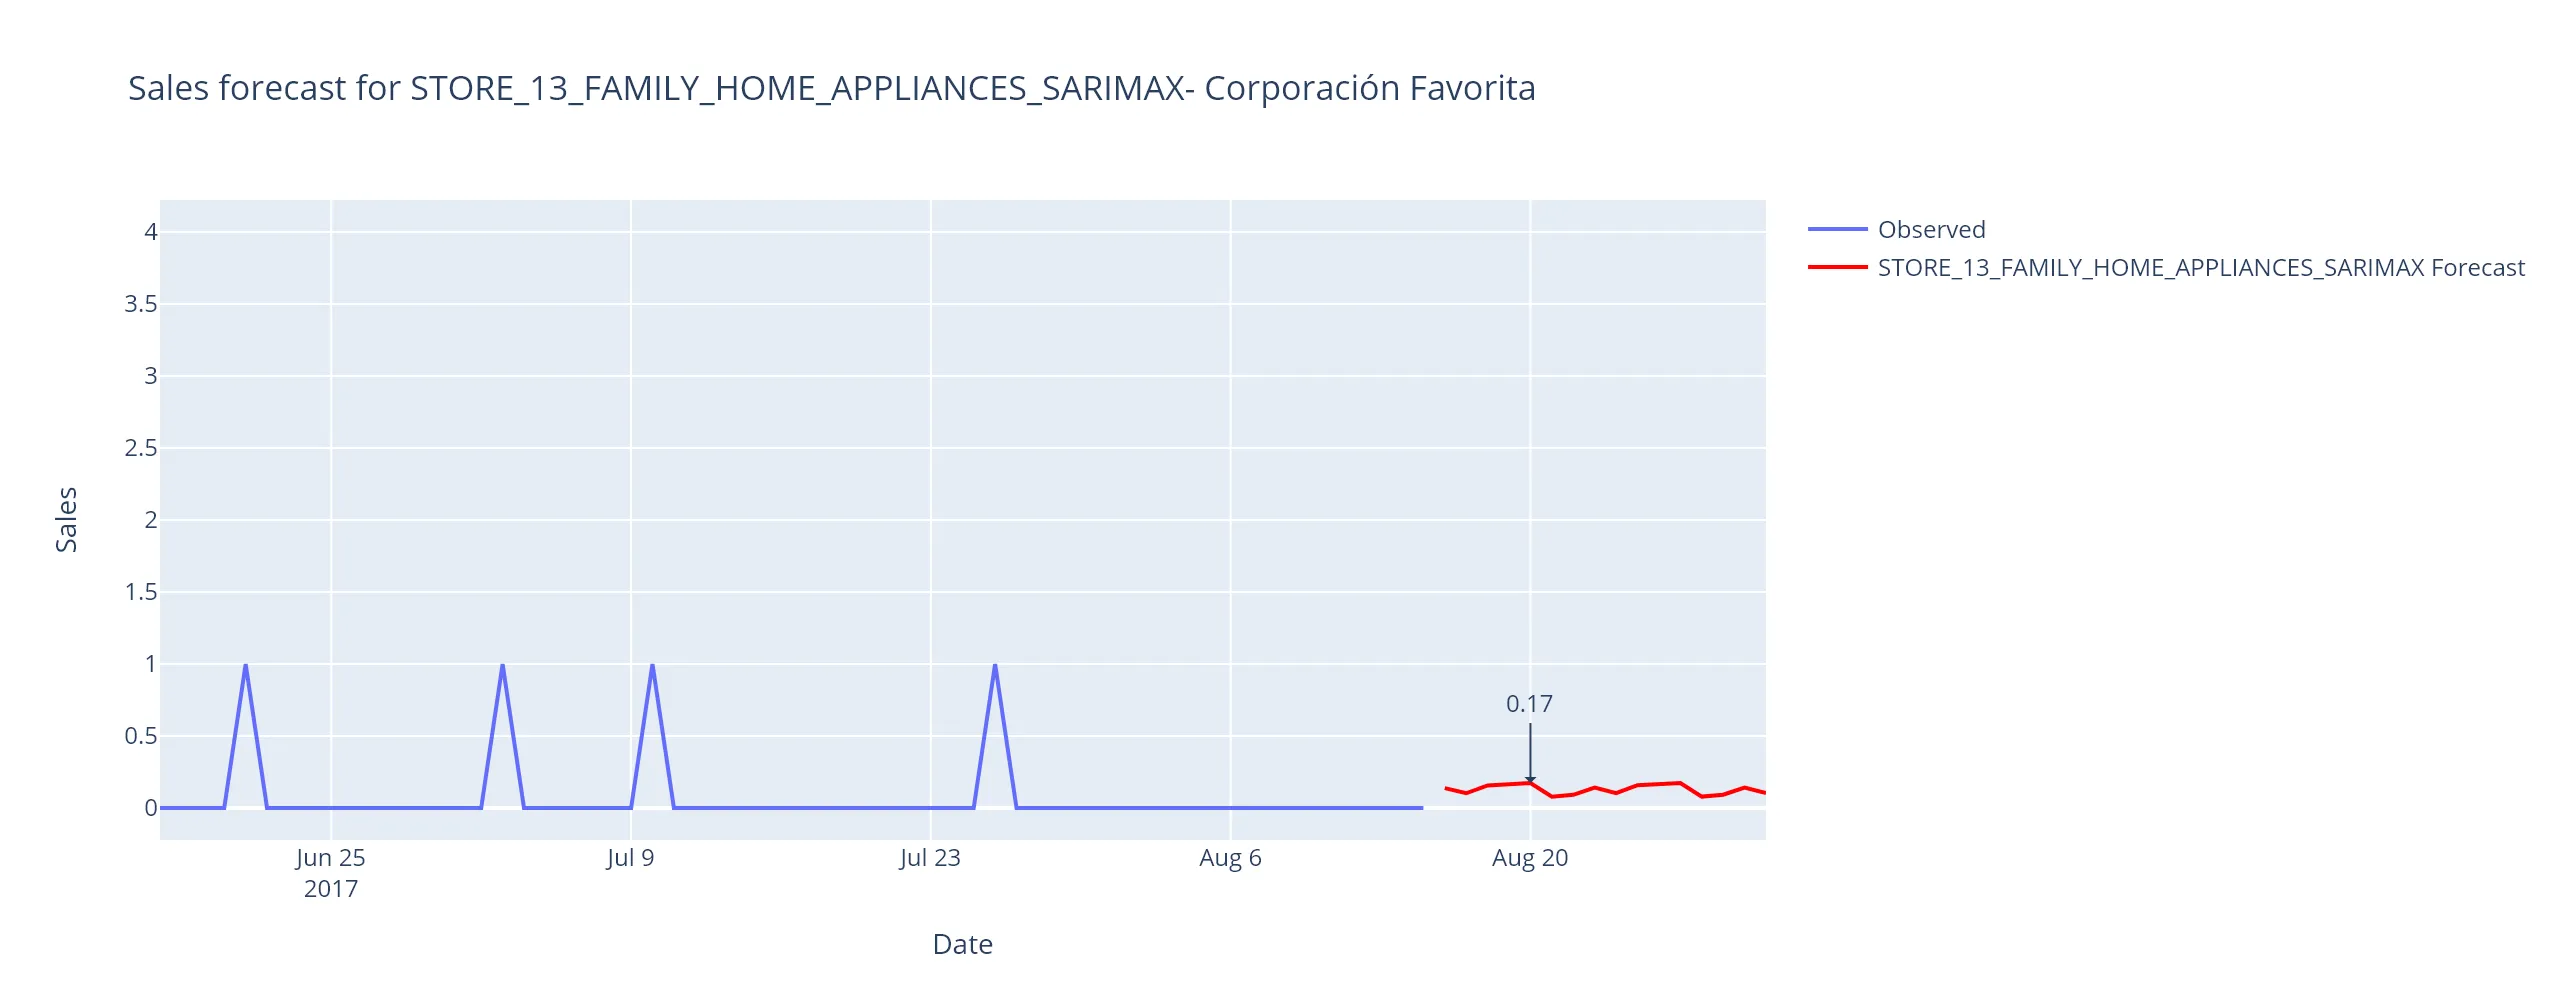 Sales forecast for STORE_13_FAMILY_HOME_APPLIANCES_SARIMAX- Corporación Favorita
Observed
STORE_13_FAMILY_HOME_APPLIANCES_SARIMAX Forecast
4
3.5
3
2.5
2
1.5
1
0.5
0
Sales
0.17
Jun 25
2017
Jul 9
Jul 23
Aug 6
Aug 20
Date